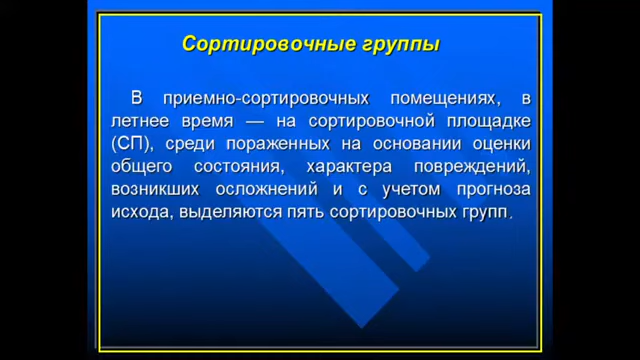 Сортировочные группы
В приемно-сортировочных помещениях, в
летнее время — на сортировочной площадке
(СП), среди пораженных на основании оценки
общего состояния, характера повреждений,
возникших осложнений и с учетом прогноза
исхода, выделяются пять сортировочных групп.